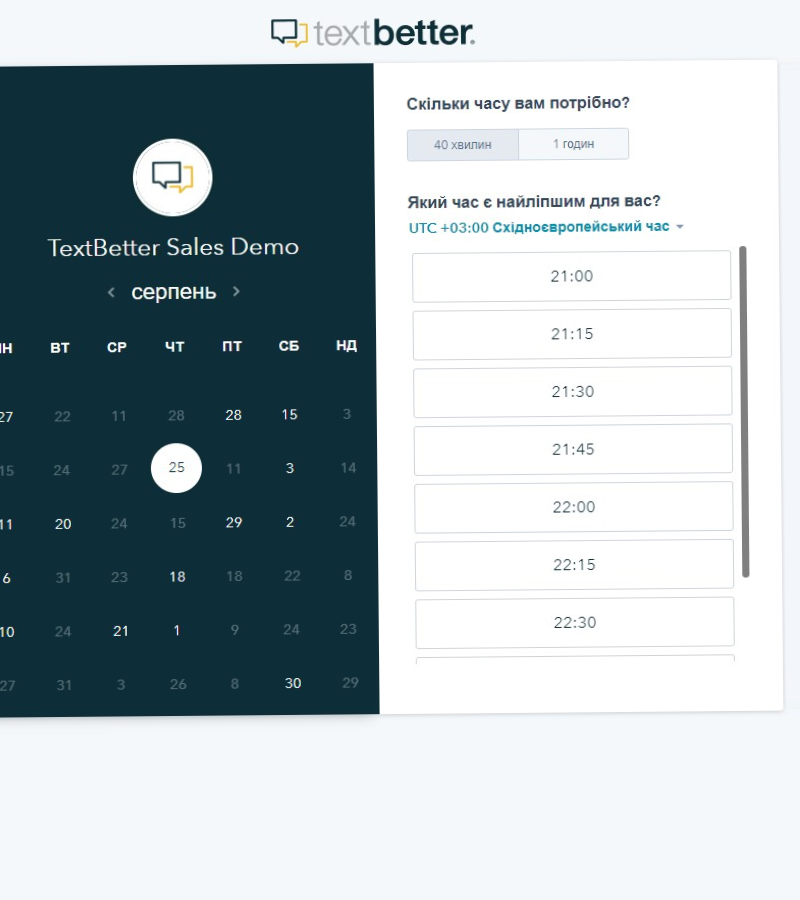 textbetter.
TextBetter Sales Demo
серпень
ВТ СР ЧТ ПТ СБ НД
27 22 11 28 28 15 3
15 24 27 25 11 3 14
11 20 24 15 29 2 24
6 31 23 18 18 22 8
10 24 21 1 9 24 23
27 31 3 26 8 30 29
Скільки часу вам потрібно?
40 хвилин 1 годин
Який час є найліпшим для вас?
UTC +03:00 Східноєвропейський час
21:00
21:15
21:30
21:45
22:00
22:15
22:30